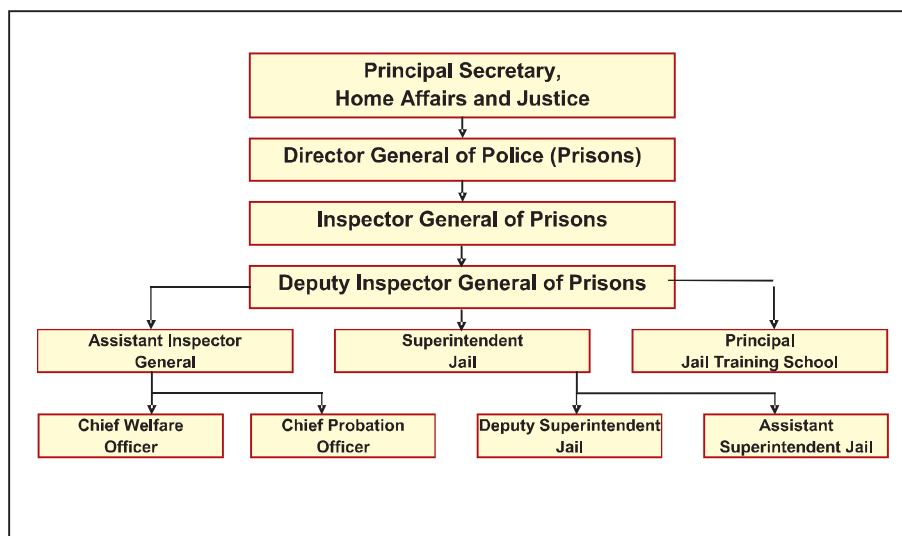 Principal Secretary,
Home Affairs and Justice
Director General of Police (Prisons)
Inspector General of Prisons
Deputy Inspector General of Prisons
Assistant Inspector
General
Superintendent
Jail
Principal
Jail Training School
Chief Welfare
Officer
Chief Probation
Officer
Deputy Superintendent
Jail
Assistant
Superintendent Jail